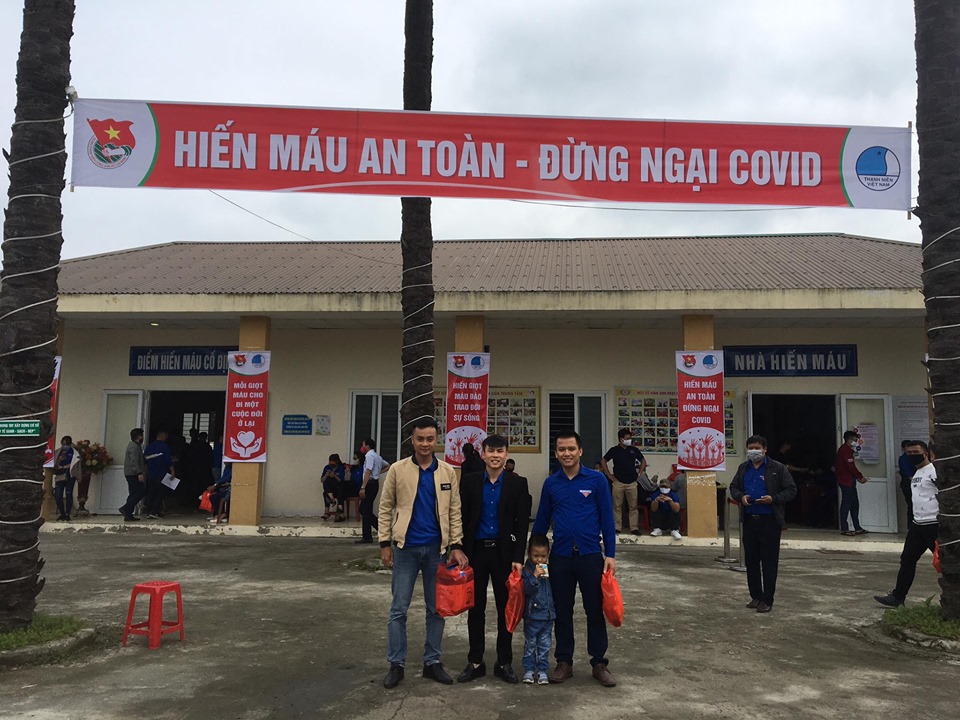 HIẾN MÁU AN TOÀN - ĐỪNG NGẠI COVID
THANH NIÊN
VIỆT NAM
ĐIỂM HIẾN MÁU CỐ ĐỊ
NHÀ HIẾN MÁU
MỖI GIỌT
MÁU CHO
ĐI MỘT
CUỘC ĐỜI
Ở LẠI
HIẾN GIỌT
MÁU ĐÀO
TRAO ĐỜI
SỰ SỐNG
HIẾN MÁU
AN TOÀN
ĐỪNG NGẠI
COVID